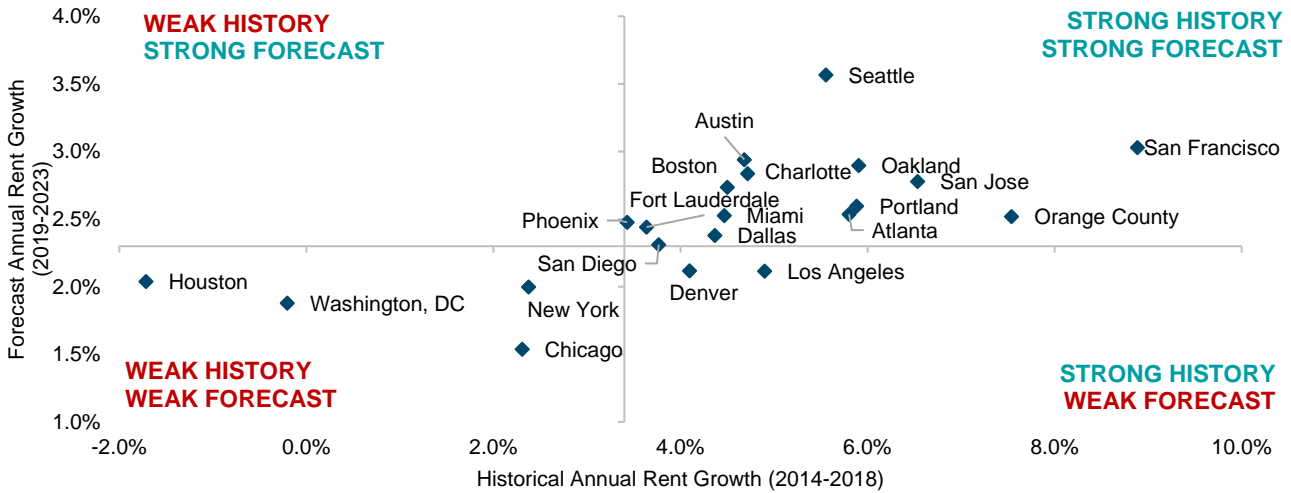 4.0%
WEAK HISTORY
STRONG FORECAST
STRONG HISTORY
STRONG FORECAST
3.5%
Seattle
Austin
3.0%
San Francisco
Boston
Charlotte
Oakland
San Jose
Fort Lauderdale
2.5%
Phoenix
Miami
Portland
Orange County
Atlanta
Dallas
San Diego
Los Angeles
Denver
2.0%
Houston
Washington, DC
New York
1.5%
Chicago
WEAK HISTORY
WEAK FORECAST
STRONG HISTORY
WEAK FORECAST
1.0%
-2.0%
0.0%
2.0%
4.0%
6.0%
8.0%
10.0%
Forecast Annual Rent Growth
(2019-2023)
Historical Annual Rent Growth (2014-2018)